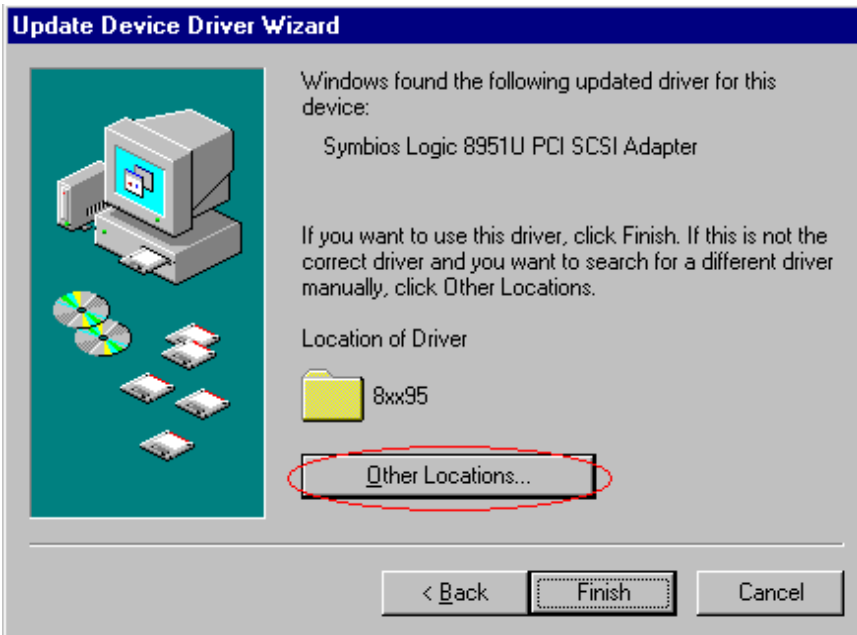 Update Device Driver Wizard
Windows found the following updated driver for this
device:
Symbios Logic 8951U PCI SCSI Adapter
If you want to use this driver, click Finish. If this is not the
correct driver and you want to search for a different driver
manually, click Other Locations.
Location of Driver
8xx95
Other Locations...
< Back Finish Cancel